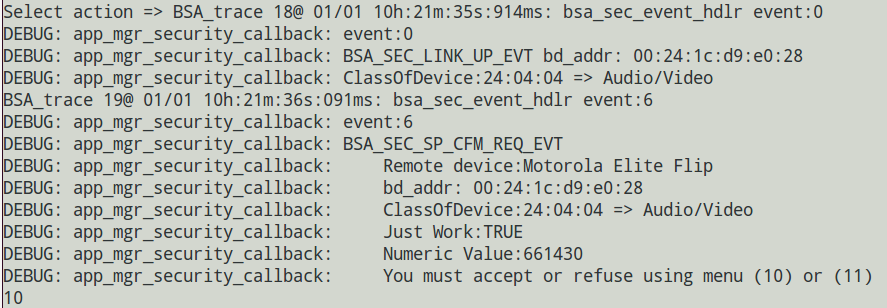 Select action => BSA_trace 18@ 01/01 10h:21m:35s:914ms: bsa_sec_event_hdlr event:0
DEBUG: app_mgr_security_callback: event:0
DEBUG: app_mgr_security_callback: BSA_SEC_LINK_UP_EVT bd_addr: 00:24:1c:d9:e0:28
DEBUG: app_mgr_security_callback: ClassOfDevice:24:04:04 => Audio/Video
BSA_trace 19@ 01/01 10h:21m:36s:091ms: bsa_sec_event_hdlr event:6
DEBUG: app_mgr_security_callback: event:6
DEBUG: app_mgr_security_callback: BSA_SEC_SP_CFM_REQ_EVT
DEBUG: app_mgr_security_callback:     Remote device:Motorola Elite Flip
DEBUG: app_mgr_security_callback:     bd_addr: 00:24:1c:d9:e0:28
DEBUG: app_mgr_security_callback:     ClassOfDevice:24:04:04 => Audio/Video
DEBUG: app_mgr_security_callback:     Just Work:TRUE
DEBUG: app_mgr_security_callback:     Numeric Value:661430
DEBUG: app_mgr_security_callback:     You must accept or refuse using menu (10) or (11)
10